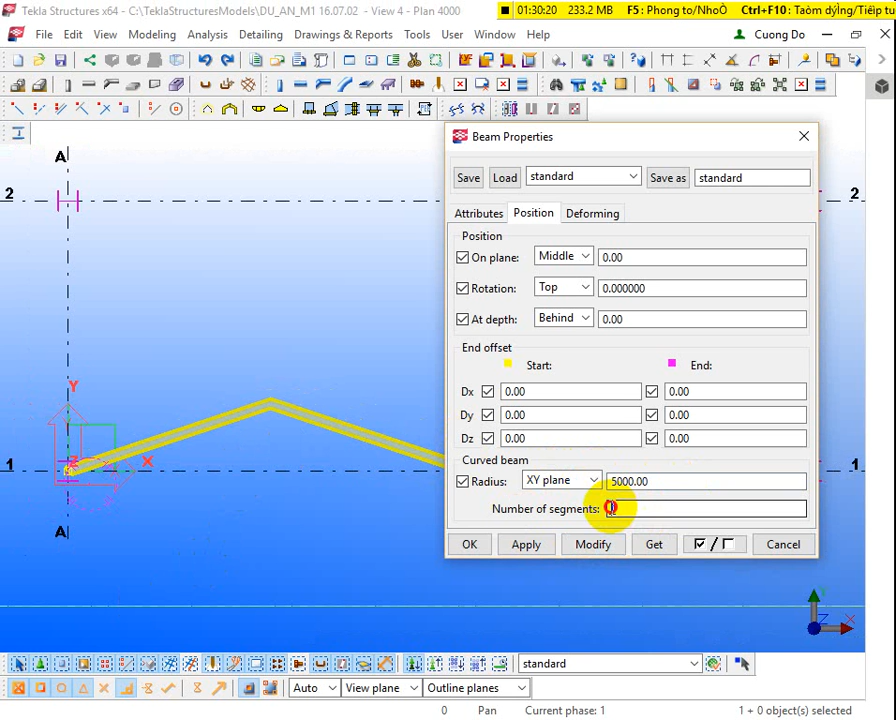 Tekla Structures x64 - C:\TeklaStructuresModels\DU_AN_M1 16.07.02 - View 4 - Plan 4000
01:30:20 233.2 MB F5 : Phong to/NhoÒ Ctrl+F10 : Taòm dýÌng/Tiếp tu
File Edit View Modeling Analysis Detailing Drawings & Reports Tools User Window Help Cuong Do
A
2
2
Y
Z
X
1
1
A
Beam Properties
Save Load standard Save as standard
Attributes Position Deforming
Position
On plane: Middle 0.00
Rotation: Top 0.000000
At depth: Behind 0.00
End offset
Start: End:
Dx 0.00 0.00
Dy 0.00 0.00
Dz 0.00 0.00
Curved beam
Radius: XY plane 5000.00
Number of segments:
OK Apply Modify Get / Cancel
Z X
standard
Auto View plane Outline planes
0 Pan Current phase: 1 1 + 0 object(s) selected